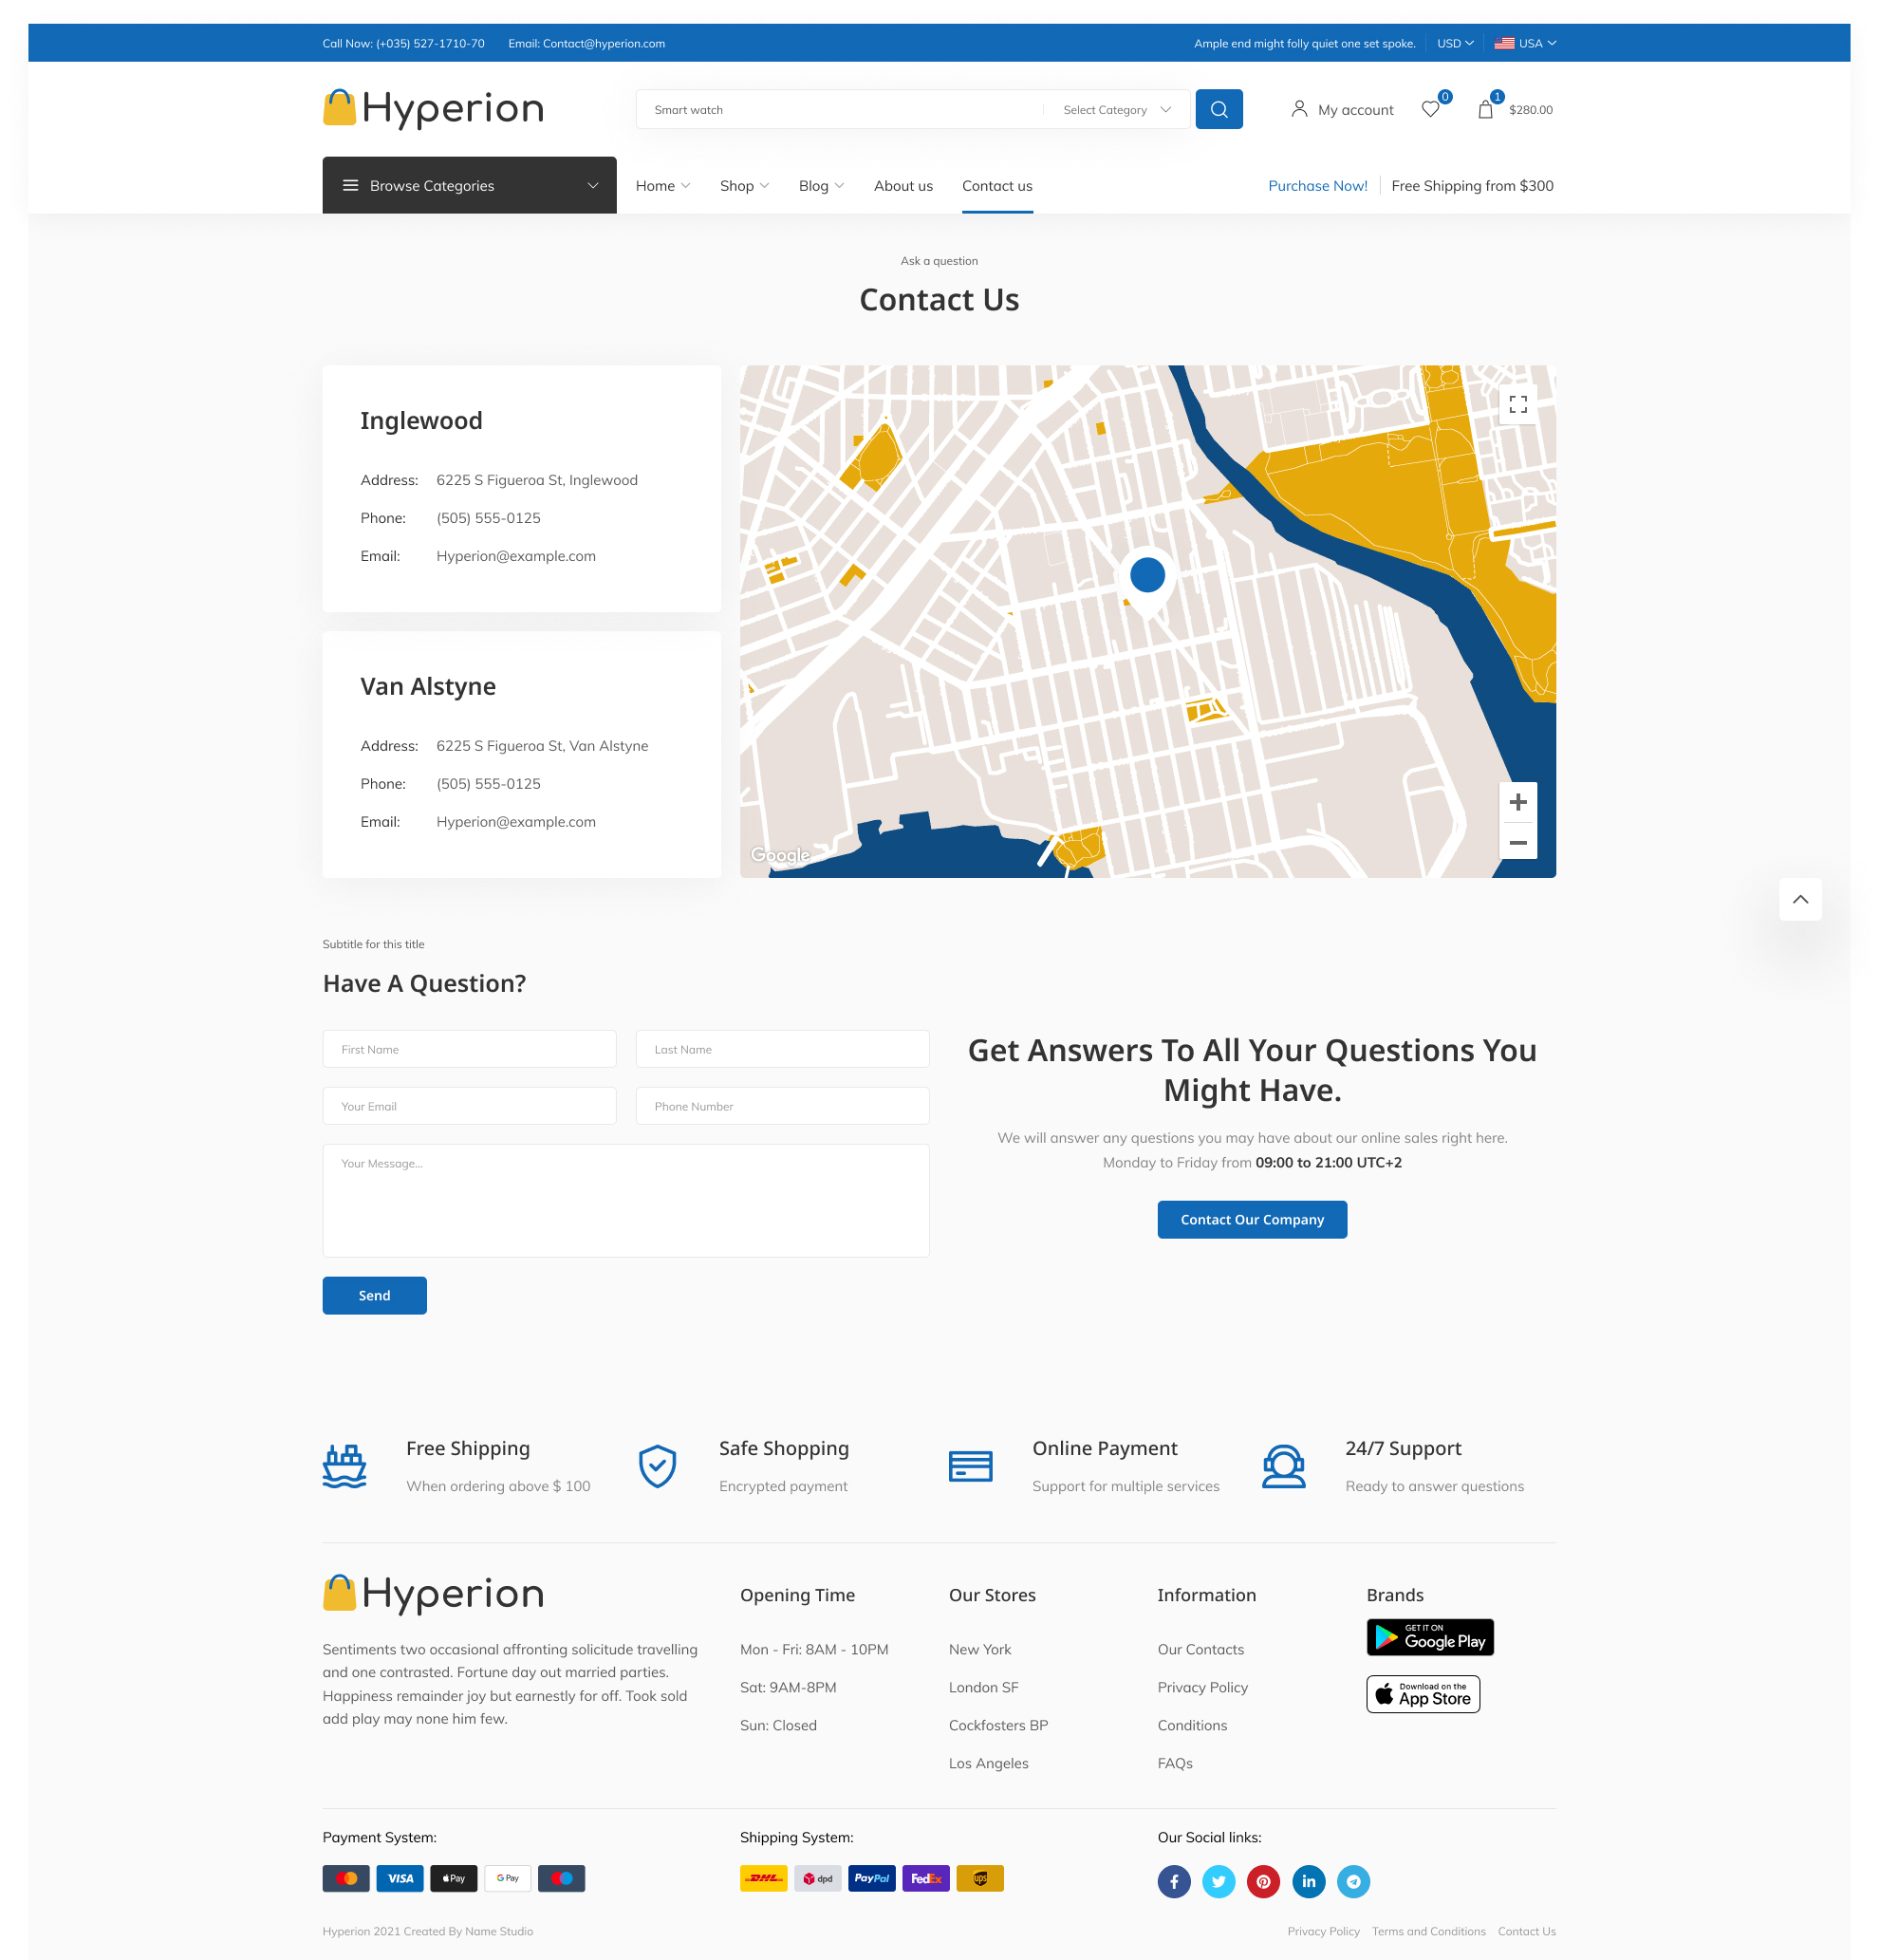 Call Now: (+035) 527-1710-70 Email: Contact@hyperion.com Ample end might folly quiet one set spoke. USD USA
Hyperion
Smart watch
Select Category
My account
0
1
$280.00
Browse Categories
Home Shop Blog About us Contact us
Purchase Now! Free Shipping from $300
Ask a question
Contact Us
Inglewood
Address: 6225 S Figueroa St, Inglewood
Phone: (505) 555-0125
Email: Hyperion@example.com
Van Alstyne
Address: 6225 S Figueroa St, Van Alstyne
Phone: (505) 555-0125
Email: Hyperion@example.com
Google
Subtitle for this title
Have A Question?
First Name
Last Name
Your Email
Phone Number
Your Message...
Send
Get Answers To All Your Questions You
Might Have.
We will answer any questions you may have about our online sales right here.
Monday to Friday from 09:00 to 21:00 UTC+2
Contact Our Company
Free Shipping
When ordering above $ 100
Safe Shopping
Encrypted payment
Online Payment
Support for multiple services
24/7 Support
Ready to answer questions
Hyperion
Sentiments two occasional affronting solicitude travelling
and one contrasted. Fortune day out married parties.
Happiness remainder joy but earnestly for off. Took sold
add play may none him few.
Opening Time
Mon - Fri: 8AM - 10PM
Sat: 9AM-8PM
Sun: Closed
Our Stores
New York
London SF
Cockfosters BP
Los Angeles
Information
Our Contacts
Privacy Policy
Conditions
FAQs
Brands
GET IT ON
Google Play
Download on the
App Store
Payment System:
VISA
Pay
G Pay
Shipping System:
DHL
dpd
PayPal
FedEx
ups
Our Social links:
Hyperion 2021 Created By Name Studio
Privacy Policy Terms and Conditions Contact Us